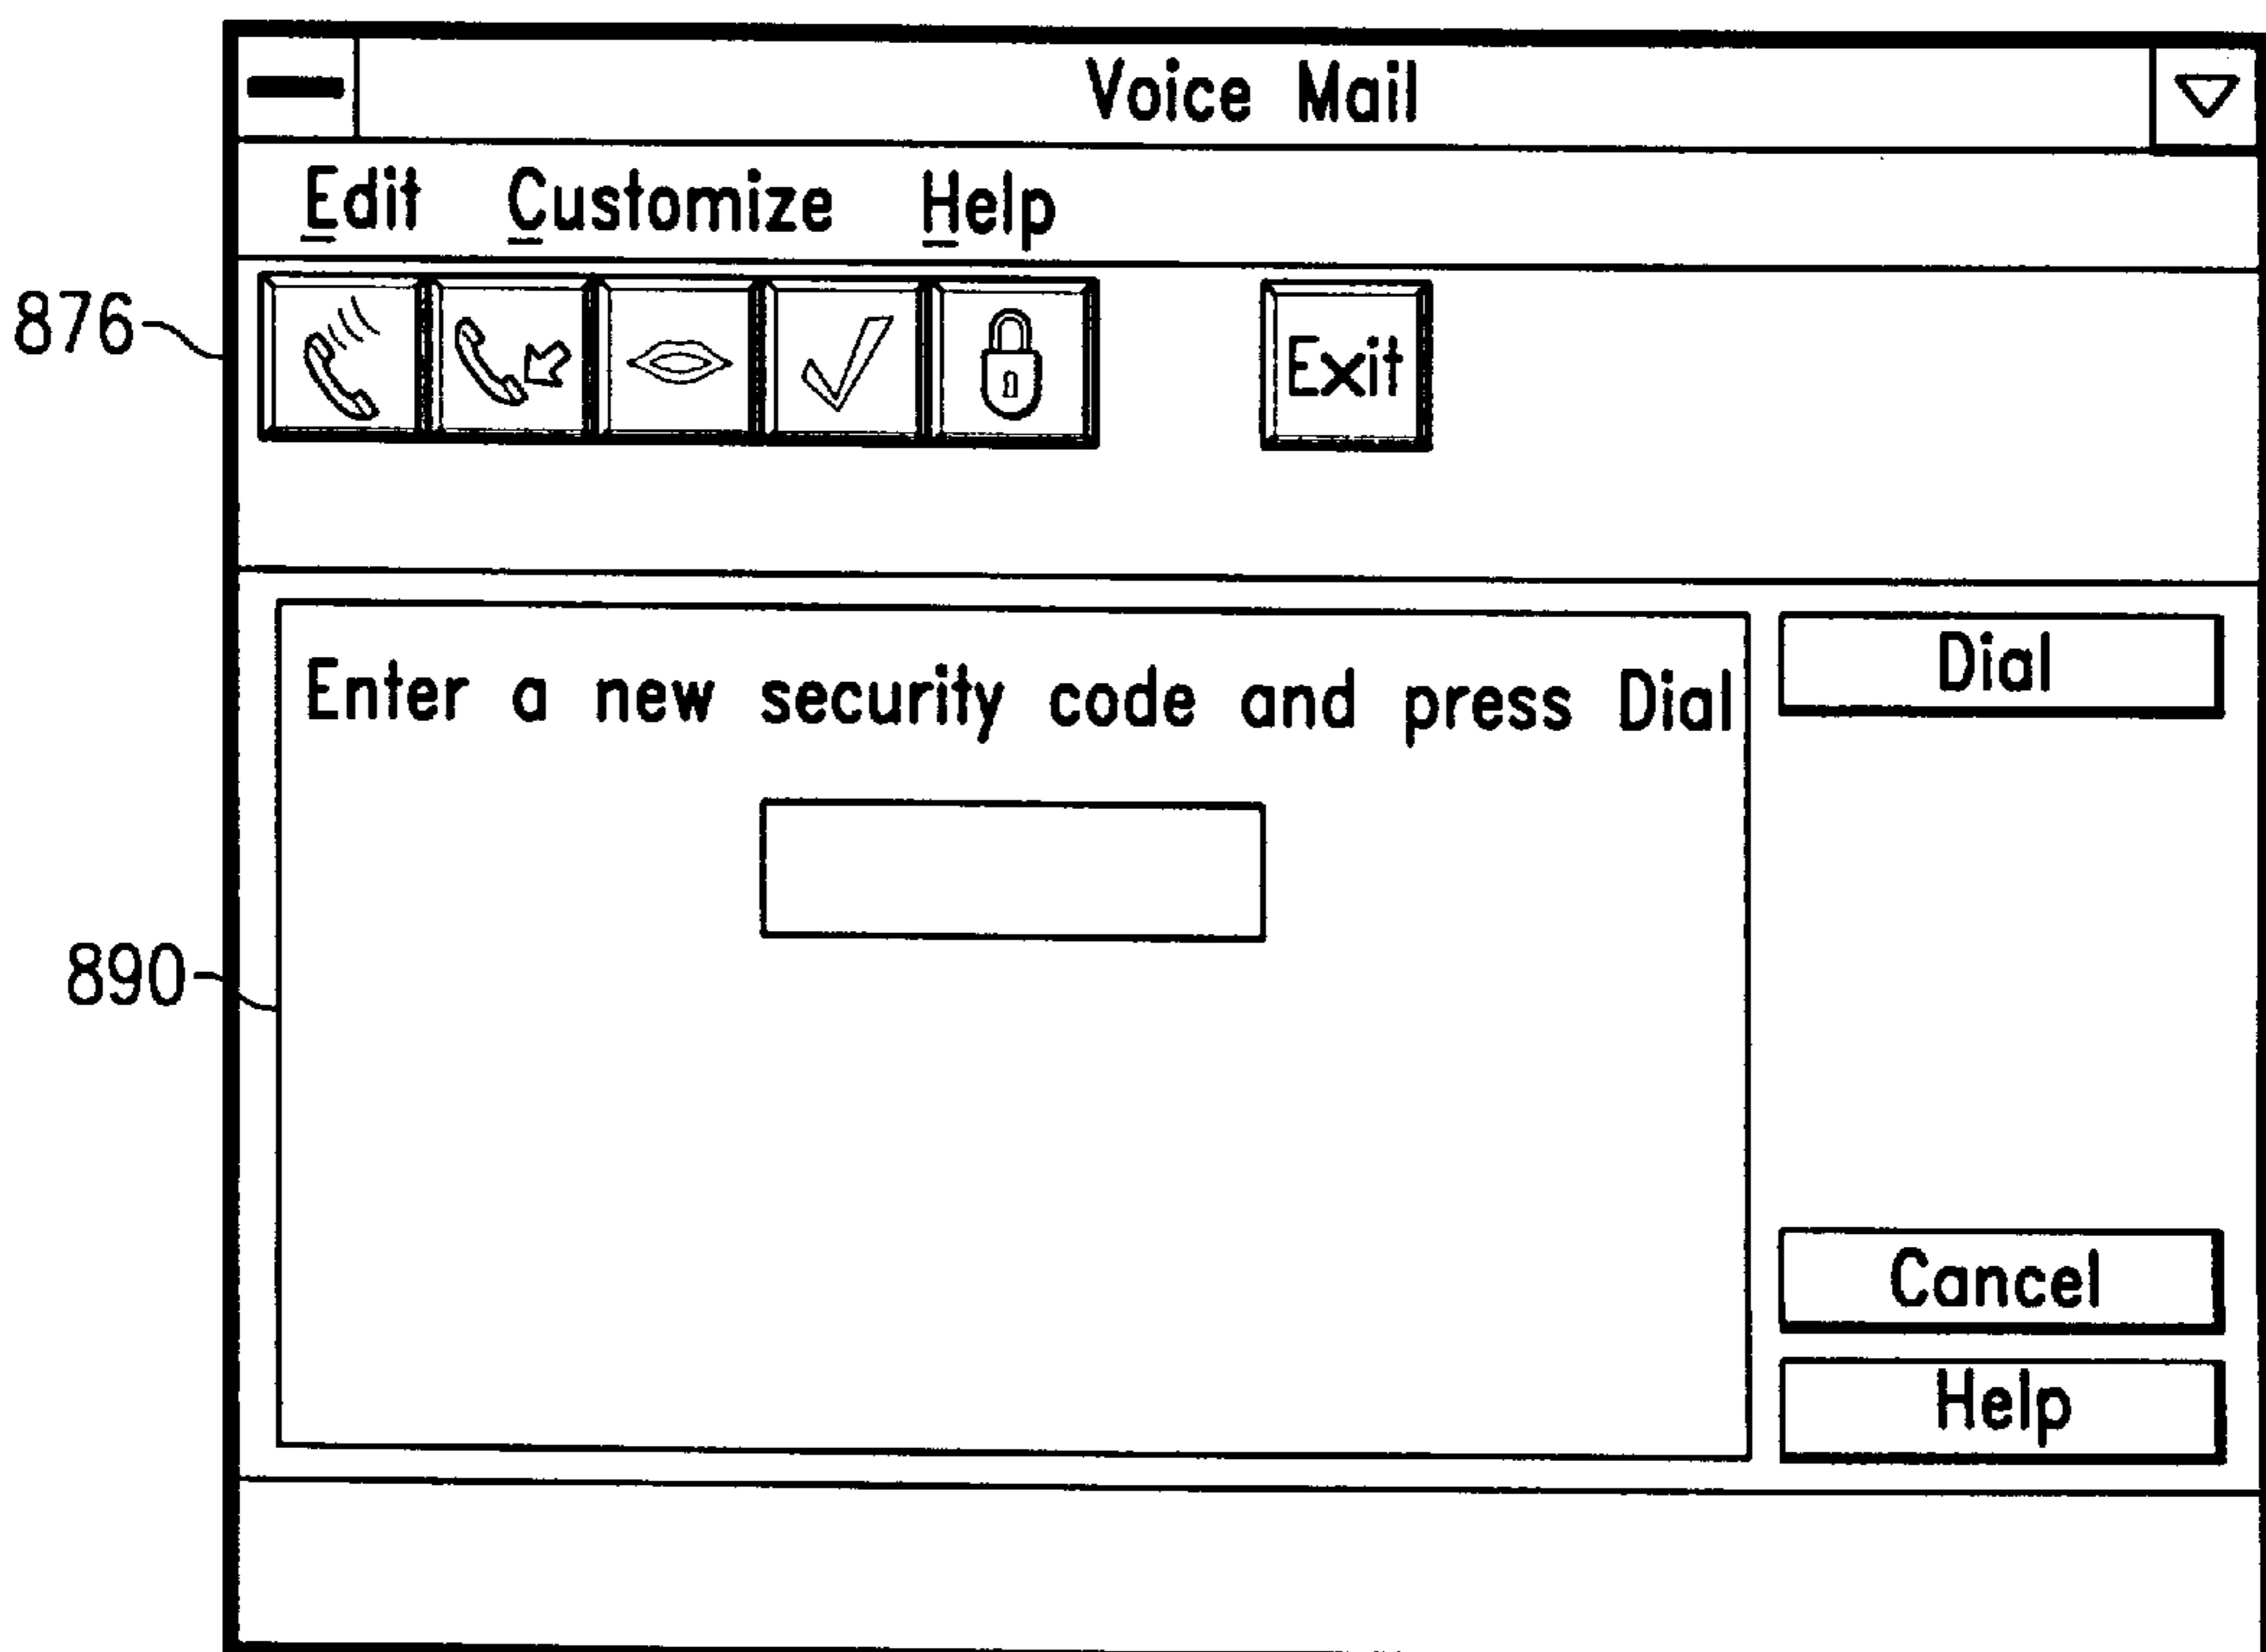 Voice Mail
Edit Customize Help
876
Exit
Enter a new security code and press Dial
Dial
890
Cancel
Help